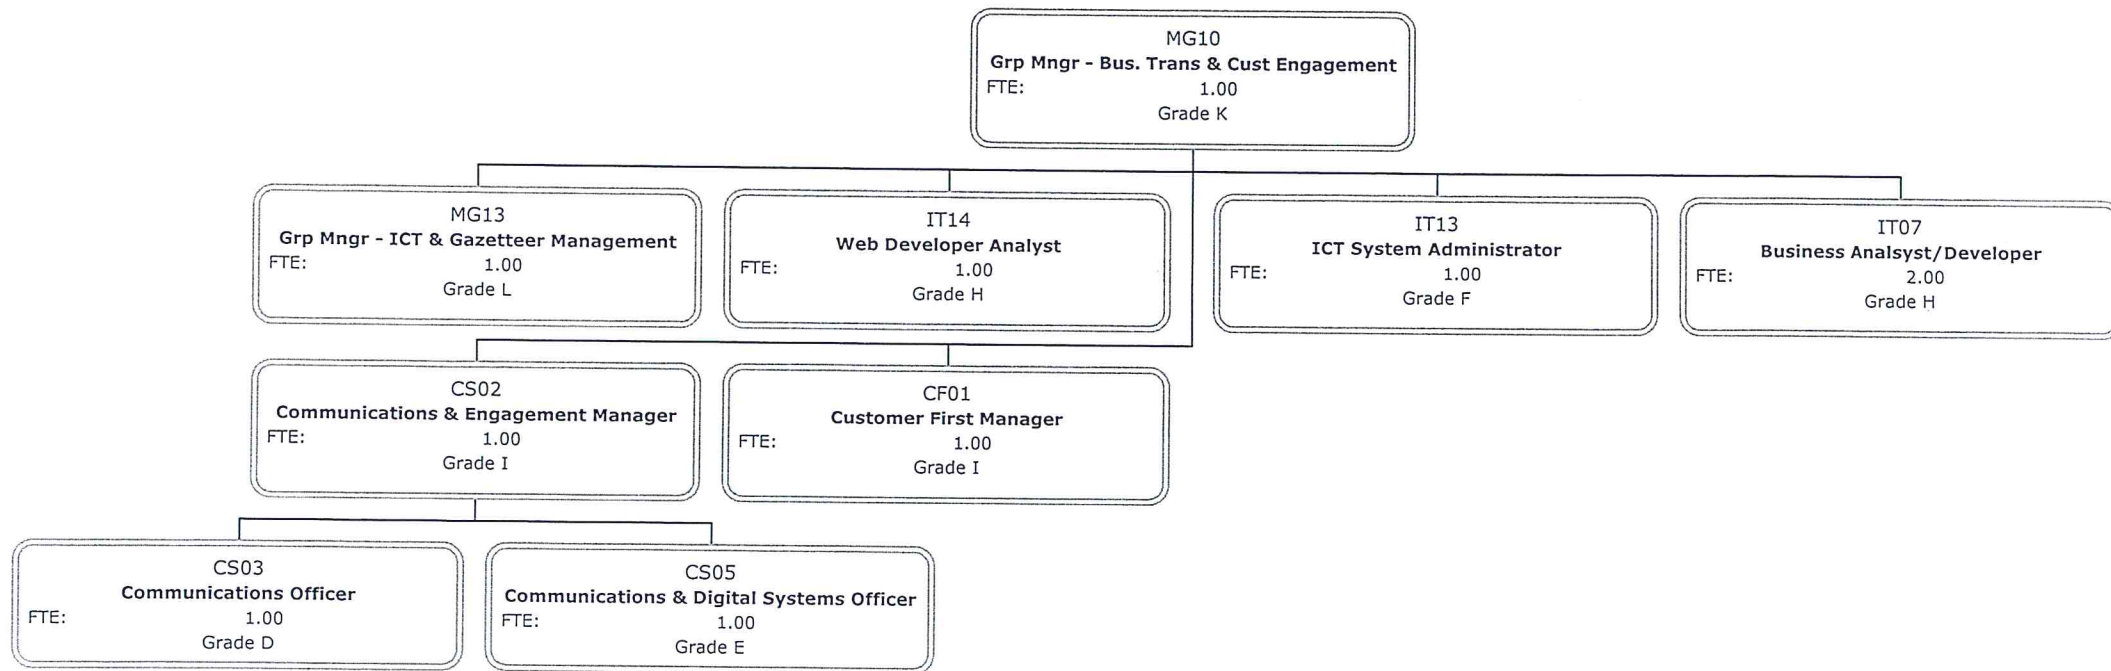 MG10
Grp Mngr - Bus. Trans & Cust Engagement
FTE: 1.00
Grade K
MG13
Grp Mngr - ICT & Gazetteer Management
FTE: 1.00
Grade L
IT14
Web Developer Analyst
FTE: 1.00
Grade H
IT13
ICT System Administrator
FTE: 1.00
Grade F
IT07
Business Analsyst/Developer
FTE: 2.00
Grade H
CS02
Communications & Engagement Manager
FTE: 1.00
Grade I
CF01
Customer First Manager
FTE: 1.00
Grade I
CS03
Communications Officer
FTE: 1.00
Grade D
CS05
Communications & Digital Systems Officer
FTE: 1.00
Grade E